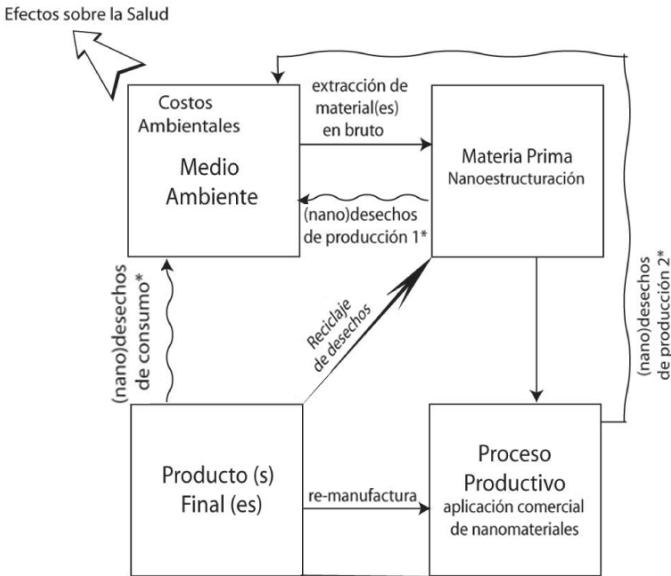 Efectos sobre la Salud
Costos
Ambientales
Medio
Ambiente
extracción de
material(es)
en bruto
Materia Prima
Nanoestructuración
(nano)desechos
de producción 1*
(nano)desechos
de consumo*
Reciclaje
de desechos
(nano)desechos
de producción 2*
Producto (s)
Final (es)
re-manufactura
Proceso
Productivo
aplicación comercial
de nanomateriales